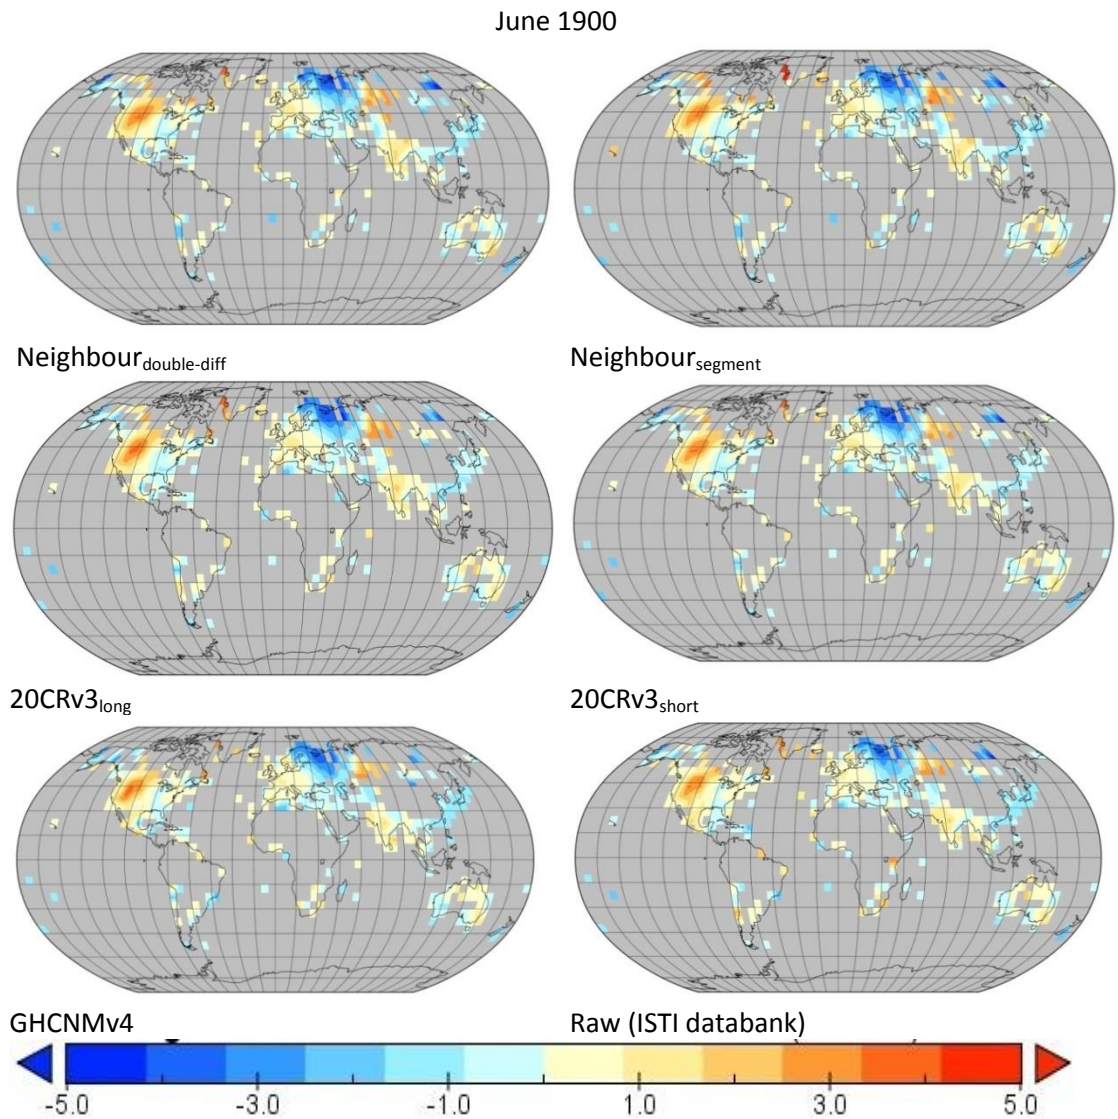 June 1900
Neighbourdouble-diff Neighboursegment
20CRv3long 20CRv3short
GHCNMv4 Raw (ISTI databank)
-5.0 -3.0 -1.0 1.0 3.0 5.0